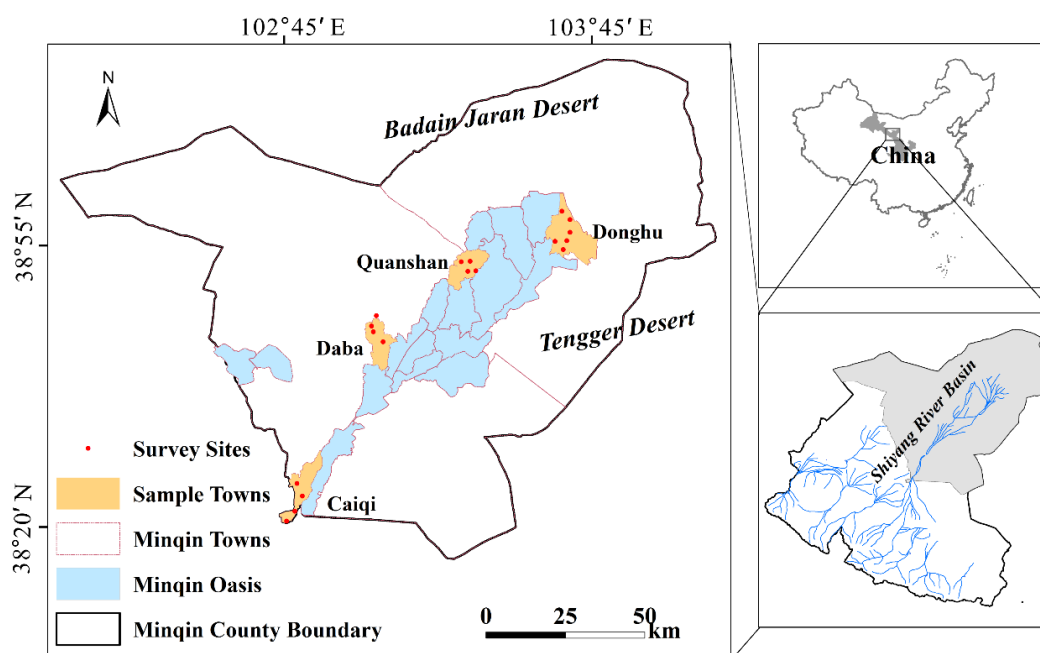 102°45′ E
103°45′ E
N
Badain Jaran Desert
38°55′ N
Donghu
Quanshan
Tengger Desert
Daba
Caiqi
38°20′ N
Survey Sites
Sample Towns
Minqin Towns
Minqin Oasis
Minqin County Boundary
0 25 50
km
China
Shiyang River Basin